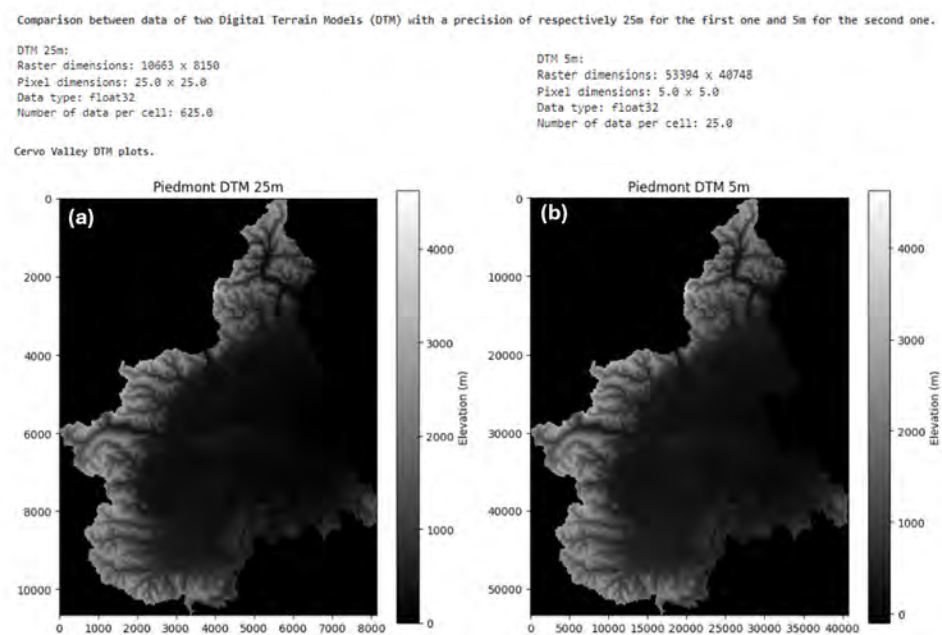 Comparison between data of two Digital Terrain Models (DTM) with a precision of respectively 25m for the first one and 5m for the second one.
DTM 25m:
Raster dimensions: 10663 x 8150
Pixel dimensions: 25.0 x 25.0
Data type: float32
Number of data per cell: 625.0
DTM 5m:
Raster dimensions: 53394 x 40748
Pixel dimensions: 5.0 x 5.0
Data type: float32
Number of data per cell: 25.0
Cervo Valley DTM plots.
Piedmont DTM 25m
(a)
0
2000
4000
6000
8000
10000
0 1000 2000 3000 4000 5000 6000 7000 8000
4000
3000
2000
1000
0
Elevation (m)
Piedmont DTM 5m
(b)
0
10000
20000
30000
40000
50000
0 5000 10000 15000 20000 25000 30000 35000 40000
4000
3000
2000
1000
0
Elevation (m)